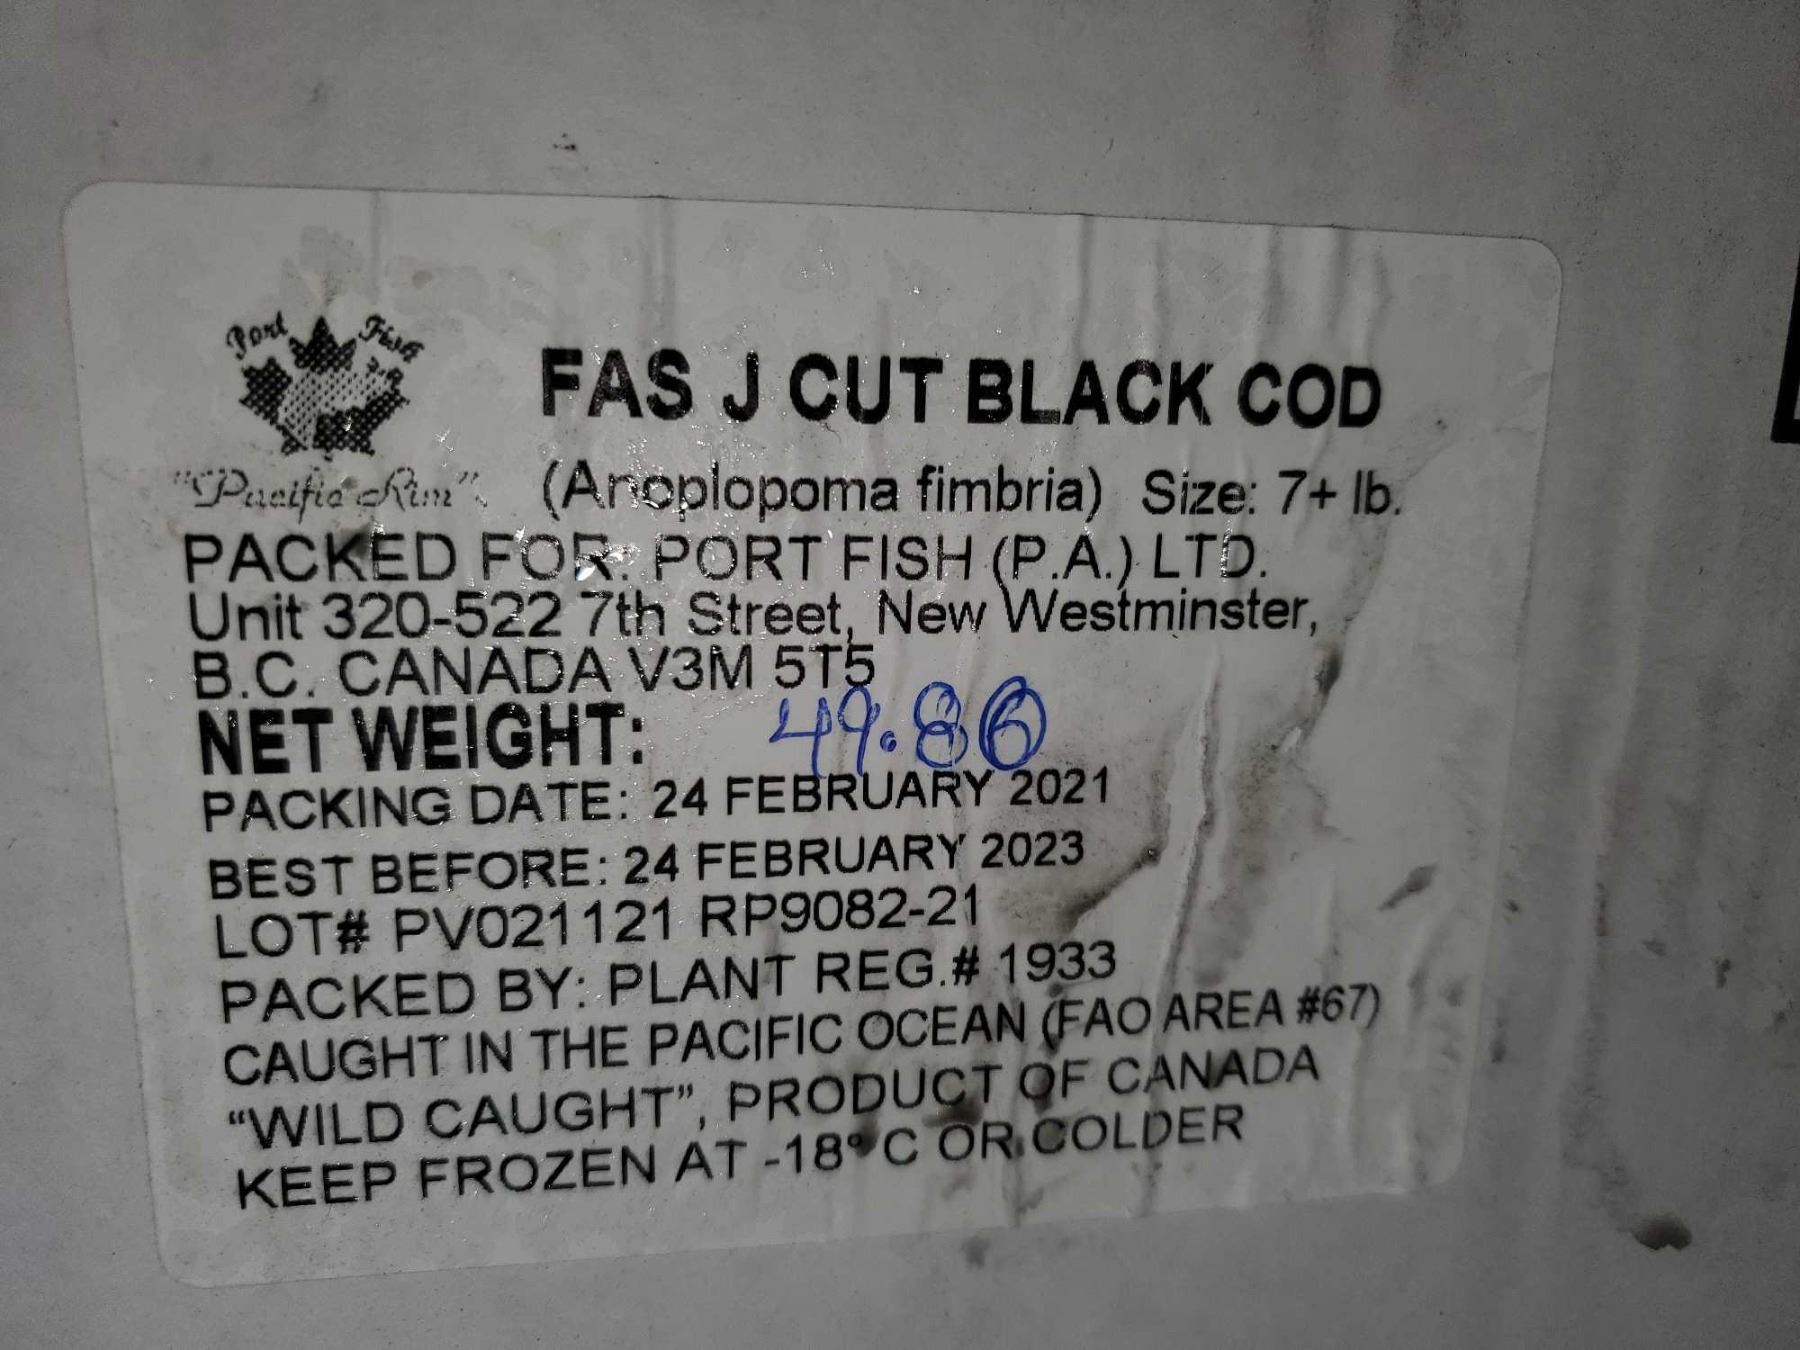 Port Fish
FAS J CUT BLACK COD
"Pacific Rim"
(Anoplopoma fimbria) Size: 7+ lb.
PACKED FOR: PORT FISH (P.A.) LTD.
Unit 320-522 7th Street, New Westminster,
B.C. CANADA V3M 5T5
NET WEIGHT: 49.80
PACKING DATE: 24 FEBRUARY 2021
BEST BEFORE: 24 FEBRUARY 2023
LOT# PV021121 RP9082-21
PACKED BY: PLANT REG.# 1933
CAUGHT IN THE PACIFIC OCEAN (FAO AREA #67)
“WILD CAUGHT”, PRODUCT OF CANADA
KEEP FROZEN AT -18° C OR COLDER